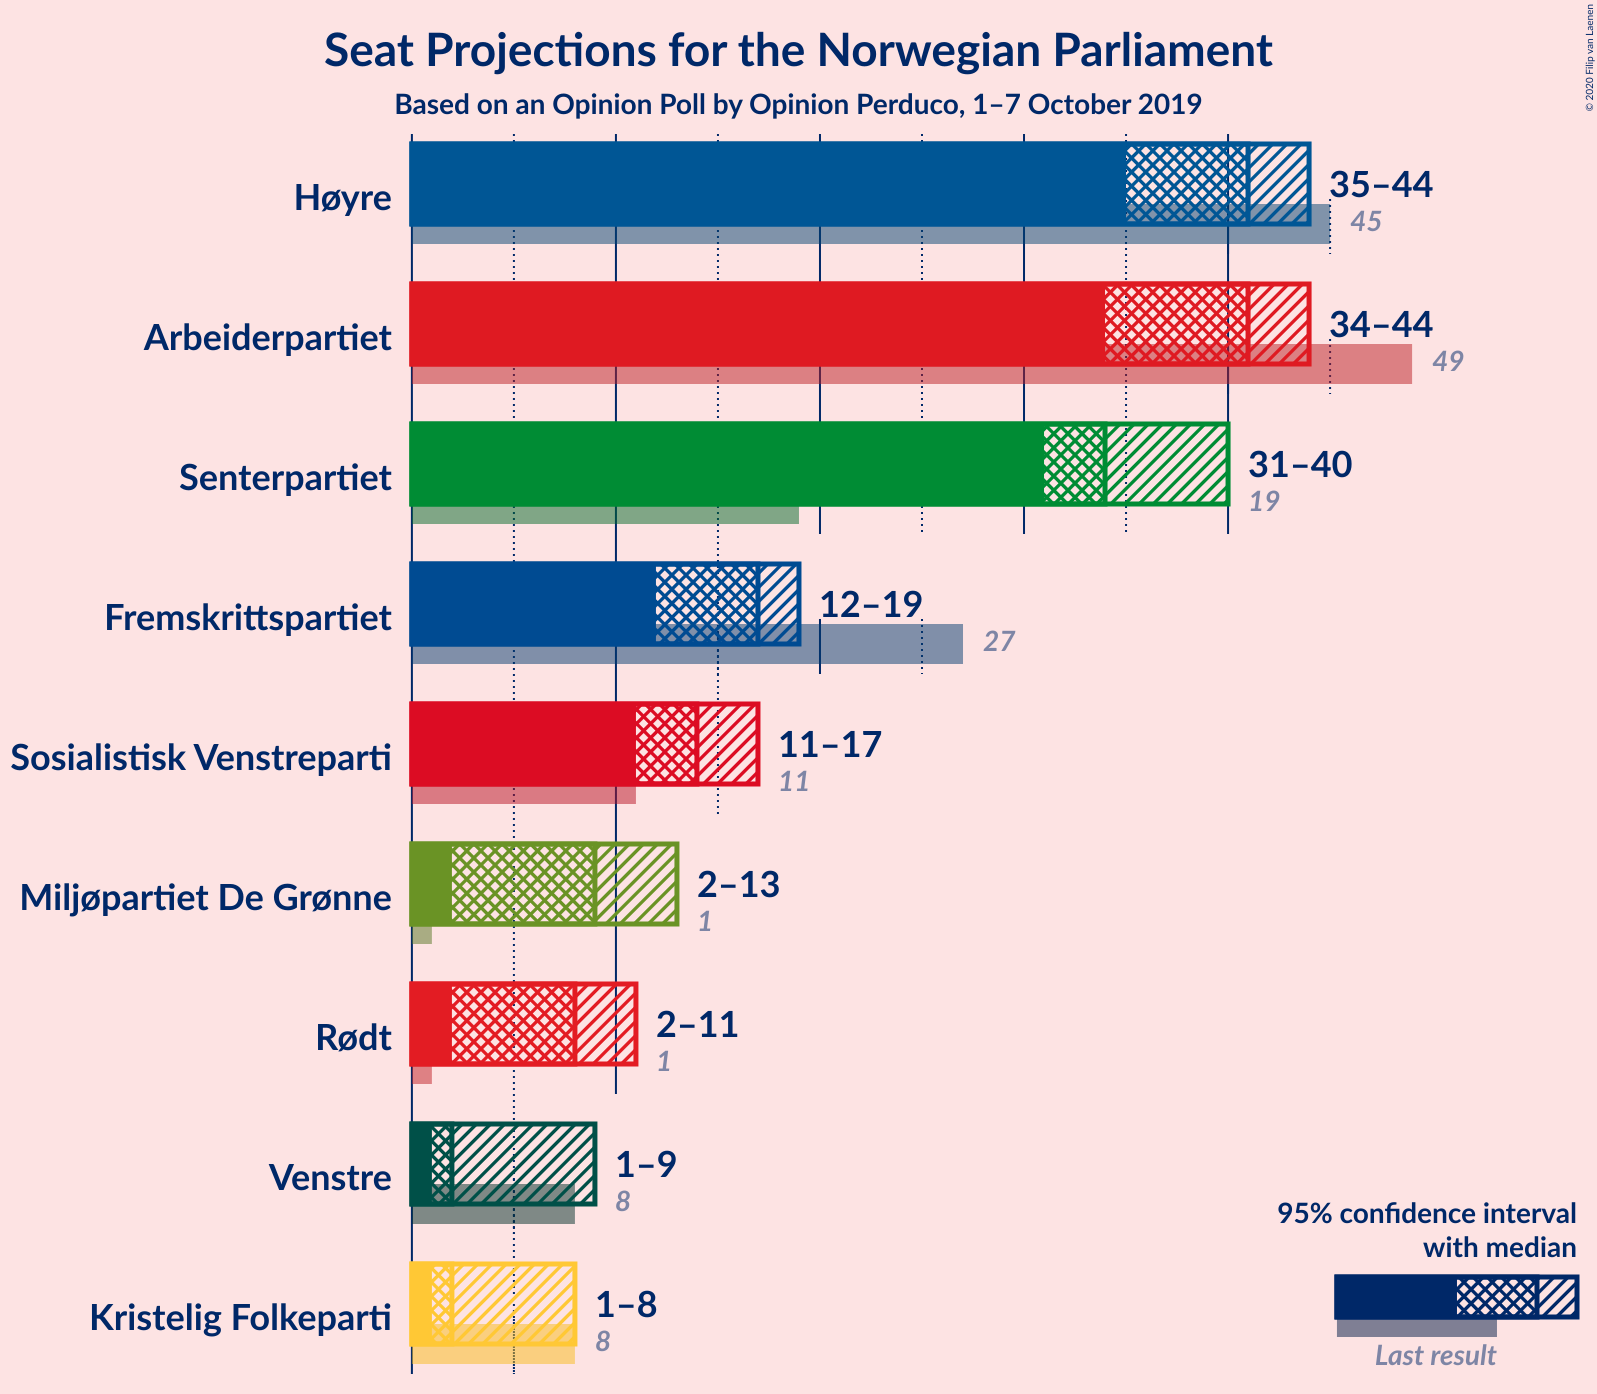 Seat Projections for the Norwegian Parliament
Based on an Opinion Poll by Opinion Perduco, 1–7 October 2019
© 2020 Filip van Laenen
Høyre
35–44
45
Arbeiderpartiet
34–44
49
Senterpartiet
31–40
19
Fremskrittspartiet
12–19
27
Sosialistisk Venstreparti
11–17
11
Miljøpartiet De Grønne
2–13
1
Rødt
2–11
1
Venstre
1–9
8
Kristelig Folkeparti
1–8
8
95% confidence interval
with median
Last result